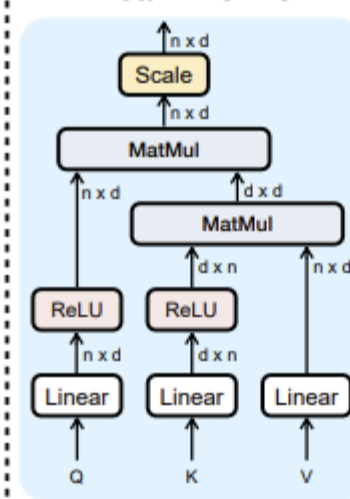 n x d
Scale
n x d
MatMul
n x d
d x d
MatMul
d x n
n x d
ReLU
ReLU
n x d
d x n
Linear
Linear
Linear
Q
K
V